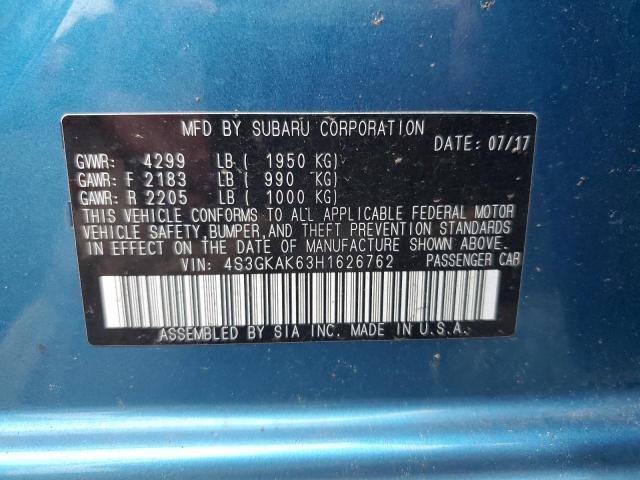 MFD BY SUBARU CORPORATION
DATE: 07/17
GVWR: 4299 LB ( 1950 KG)
GAWR: F 2183 LB ( 990 KG)
GAWR: R 2205 LB ( 1000 KG)
THIS VEHICLE CONFORMS TO ALL APPLICABLE FEDERAL MOTOR
VEHICLE SAFETY,BUMPER,AND THEFT PREVENTION STANDARDS
IN EFFECT ON THE DATE OF MANUFACTURE SHOWN ABOVE.
VIN: 4S3GKAK63H1626762 PASSENGER CAR
ASSEMBLED BY SIA INC. MADE IN U.S.A.